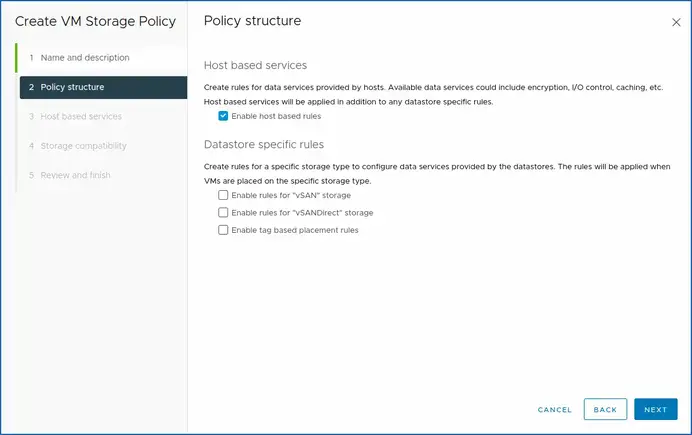 Create VM Storage Policy
1 Name and description
2 Policy structure
3 Host based services
4 Storage compatibility
5 Review and finish
Policy structure
Host based services
Create rules for data services provided by hosts. Available data services could include encryption, I/O control, caching, etc.
Host based services will be applied in addition to any datastore specific rules.
Enable host based rules
Datastore specific rules
Create rules for a specific storage type to configure data services provided by the datastores. The rules will be applied when
VMs are placed on the specific storage type.
Enable rules for "vSAN" storage
Enable rules for "vSANDirect" storage
Enable tag based placement rules
CANCEL BACK NEXT